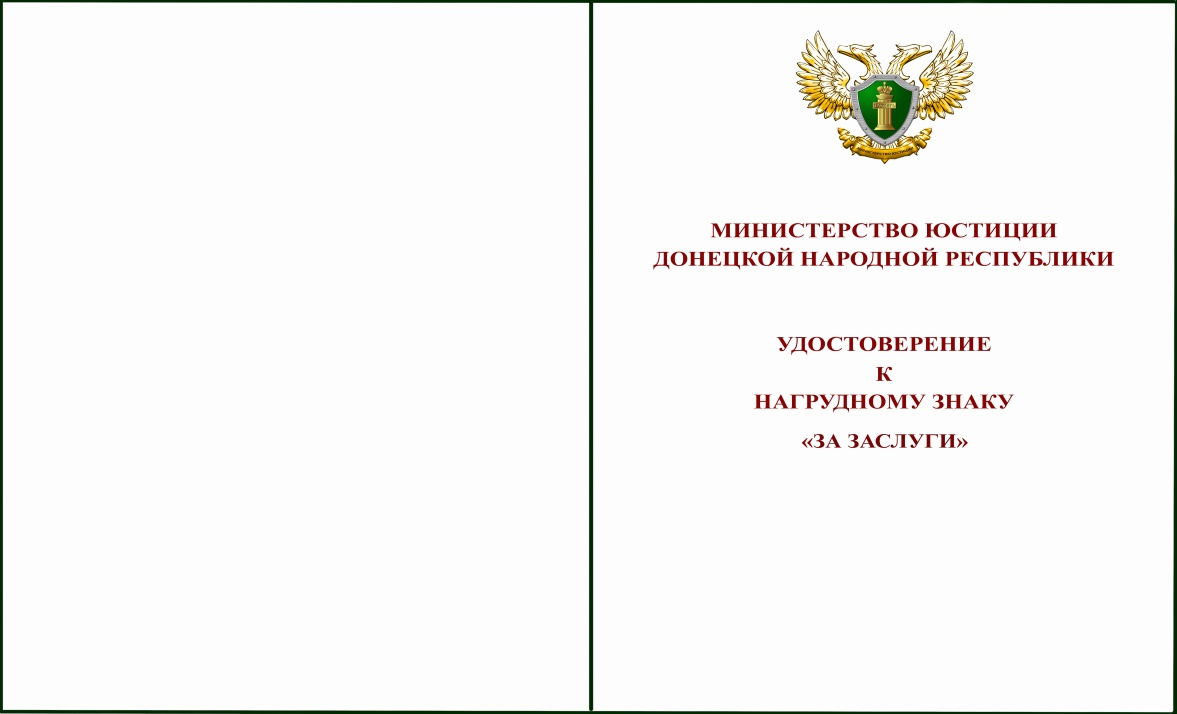 МИНИСТЕРСТВО ЮСТИЦИИ
ДОНЕЦКОЙ НАРОДНОЙ РЕСПУБЛИКИ
УДОСТОВЕРЕНИЕ
К
НАГРУДНОМУ ЗНАКУ
«ЗА ЗАСЛУГИ»